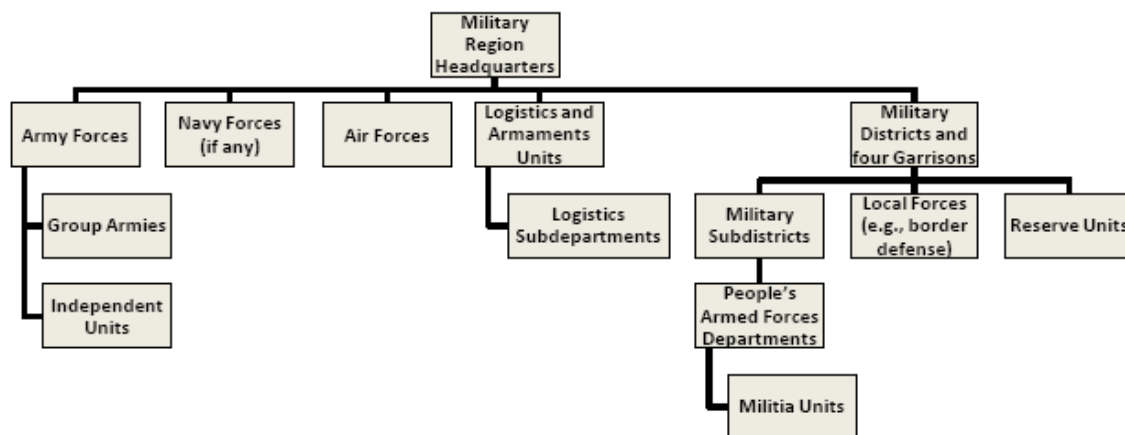 Military
Region
Headquarters
Army Forces
Navy Forces
(if any)
Air Forces
Logistics and
Armaments
Units
Military
Districts and
four Garrisons
Group Armies
Logistics
Subdepartments
Military
Subdistricts
Local Forces
(e.g., border
defense)
Reserve Units
Independent
Units
People's
Armed Forces
Departments
Militia Units